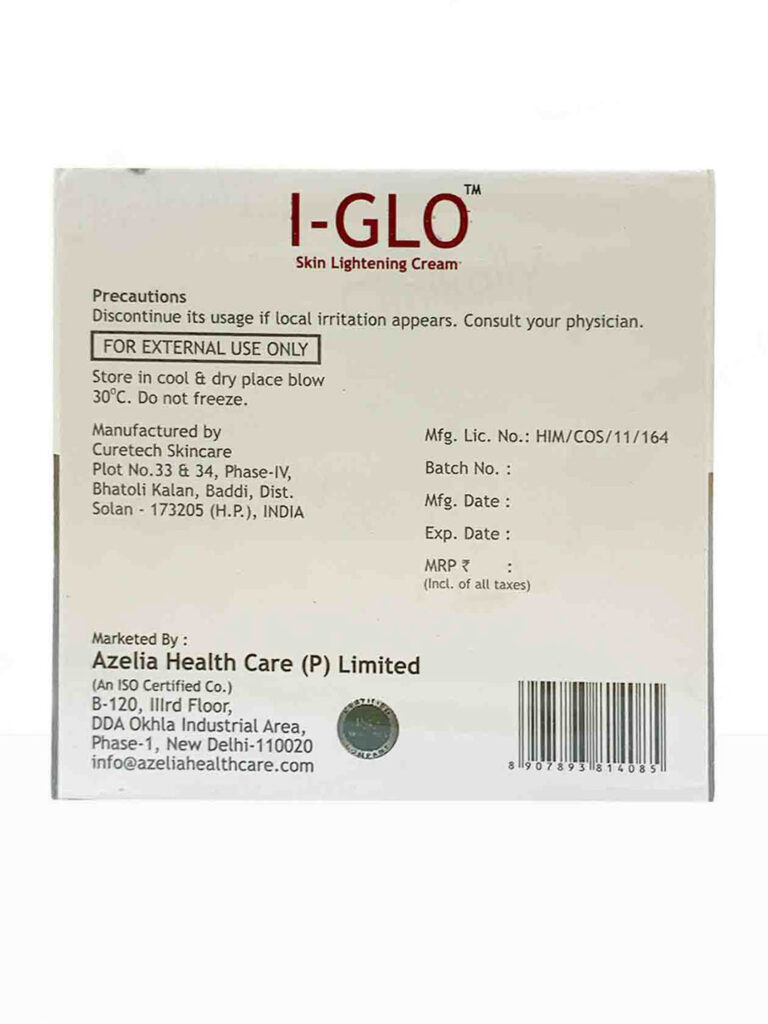 I-GLO™
Skin Lightening Cream
Precautions
Discontinue its usage if local irritation appears. Consult your physician.
FOR EXTERNAL USE ONLY
Store in cool & dry place blow
30°C. Do not freeze.
Manufactured by
Curetech Skincare
Plot No.33 & 34, Phase-IV,
Bhatoli Kalan, Baddi, Dist.
Solan - 173205 (H.P.), INDIA
Mfg. Lic. No.: HIM/COS/11/164
Batch No. :
Mfg. Date :
Exp. Date :
MRP ₹ :
(Incl. of all taxes)
Marketed By :
Azelia Health Care (P) Limited
(An ISO Certified Co.)
B-120, IIIrd Floor,
DDA Okhla Industrial Area,
Phase-1, New Delhi-110020
info@azeliahealthcare.com
CERTIFIED
COMPANY
8 907893 814085